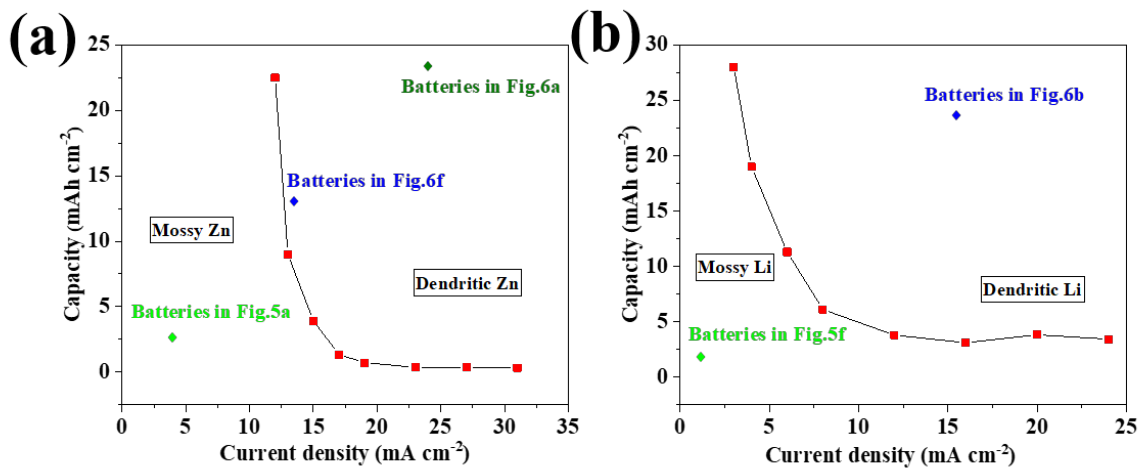 (a)
25
20
15
10
5
0
Capacity (mAh cm⁻²)
Batteries in Fig.6a
Batteries in Fig.6f
Mossy Zn
Dendritic Zn
Batteries in Fig.5a
0 5 10 15 20 25 30 35
Current density (mA cm⁻²)
(b)
30
25
20
15
10
5
0
Capacity (mAh cm⁻²)
Batteries in Fig.6b
Mossy Li
Dendritic Li
Batteries in Fig.5f
0 5 10 15 20 25
Current density (mA cm⁻²)